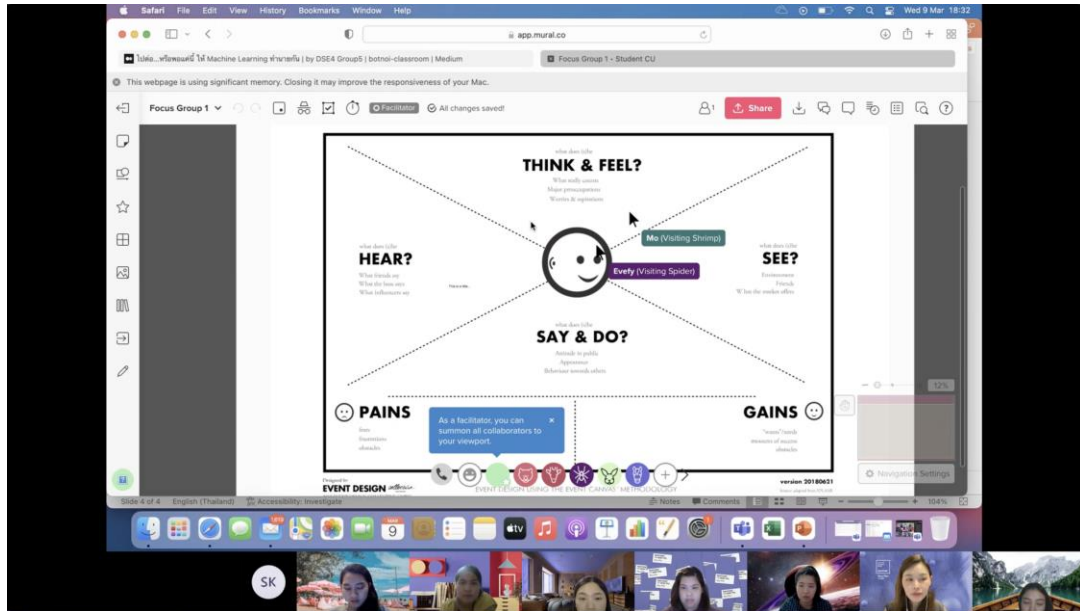 Safari File Edit View History Bookmarks Window Help
Wed 9 Mar 18:32
app.mural.co
Focus Group 1 - Student CU
This webpage is using significant memory. Closing it may improve the responsiveness of your Mac.
Focus Group 1
Facilitator
All changes saved!
Share
what does (s)he
THINK & FEEL?
What really counts
Major preoccupations
Worries & aspirations
Mo (Visiting Shrimp)
what does (s)he
HEAR?
What friends say
What the boss says
What influencers say
what does (s)he
SEE?
Environment
Friends
What the market offers
Evefy (Visiting Spider)
what does (s)he
SAY & DO?
Attitude in public
Appearance
Behaviour towards others
12%
PAINS
fears
frustrations
obstacles
As a facilitator, you can
summon all collaborators to
your viewport.
GAINS
"wants"/needs
measures of success
obstacles
Navigation Settings
Designed by
EVENT DESIGN
EVENT DESIGN USING THE EVENT CANVAS METHODOLOGY
version 20180621
Slide 4 of 4 English (Thailand) Accessibility: Investigate
Notes Comments
104%
MAR
9
tv
SK